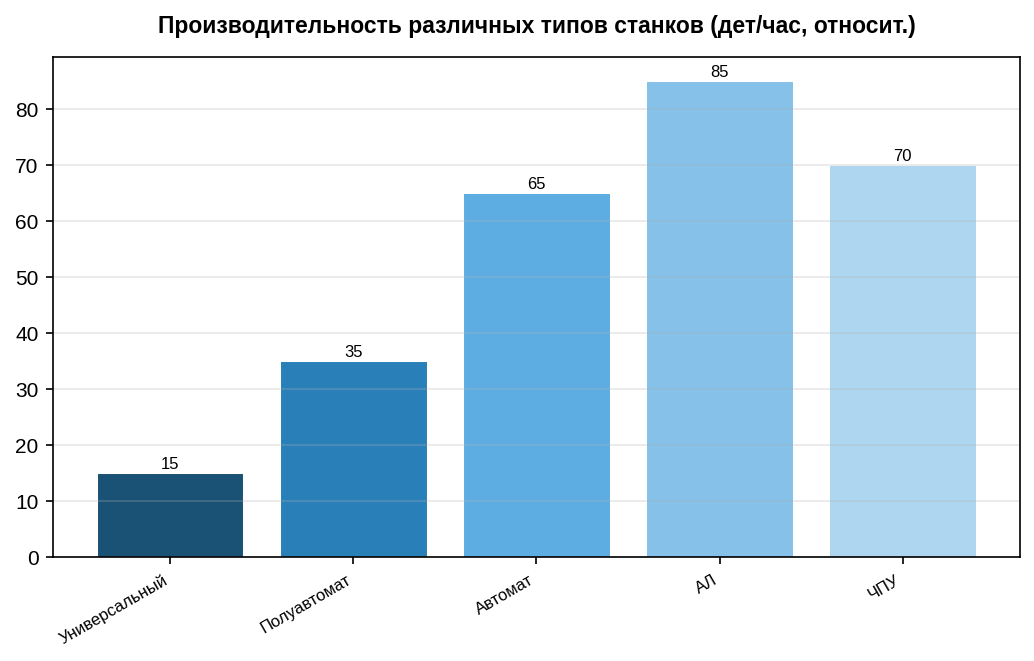 Производительность различных типов станков (дет/час, относит.)
80
70
60
50
40
30
20
10
0
15
35
65
85
70
Универсальный
Полуавтомат
Автомат
АЛ
ЧПУ